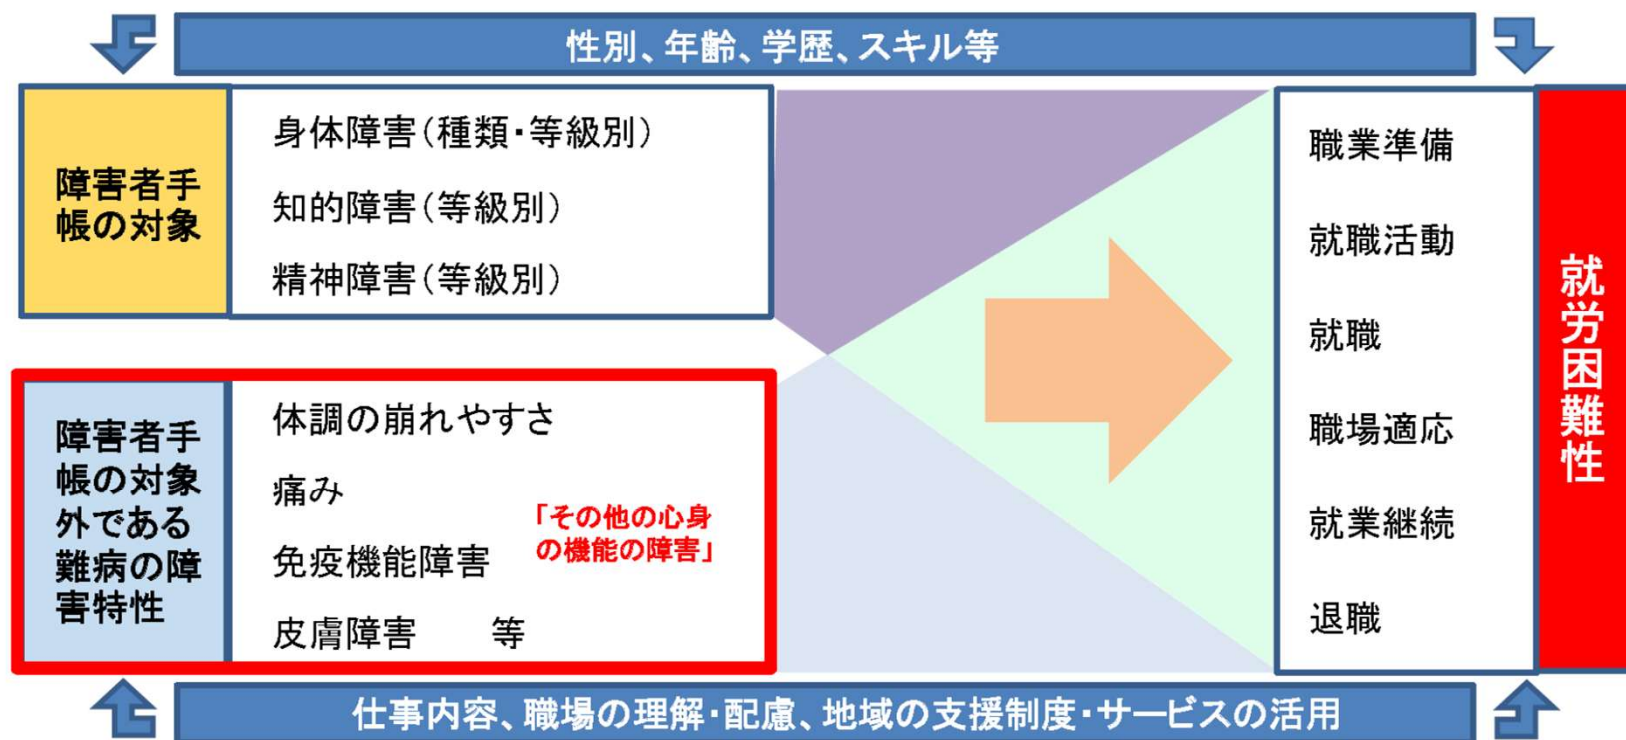 性別、年齢、学歴、スキル等
障害者手
帳の対象
身体障害（種類・等級別）
知的障害（等級別）
精神障害（等級別）
障害者手
帳の対象
外である
難病の障
害特性
体調の崩れやすさ
痛み
免疫機能障害
皮膚障害　　等
「その他の心身
の機能の障害」
職業準備
就職活動
就職
職場適応
就業継続
退職
就労困難性
仕事内容、職場の理解・配慮、地域の支援制度・サービスの活用